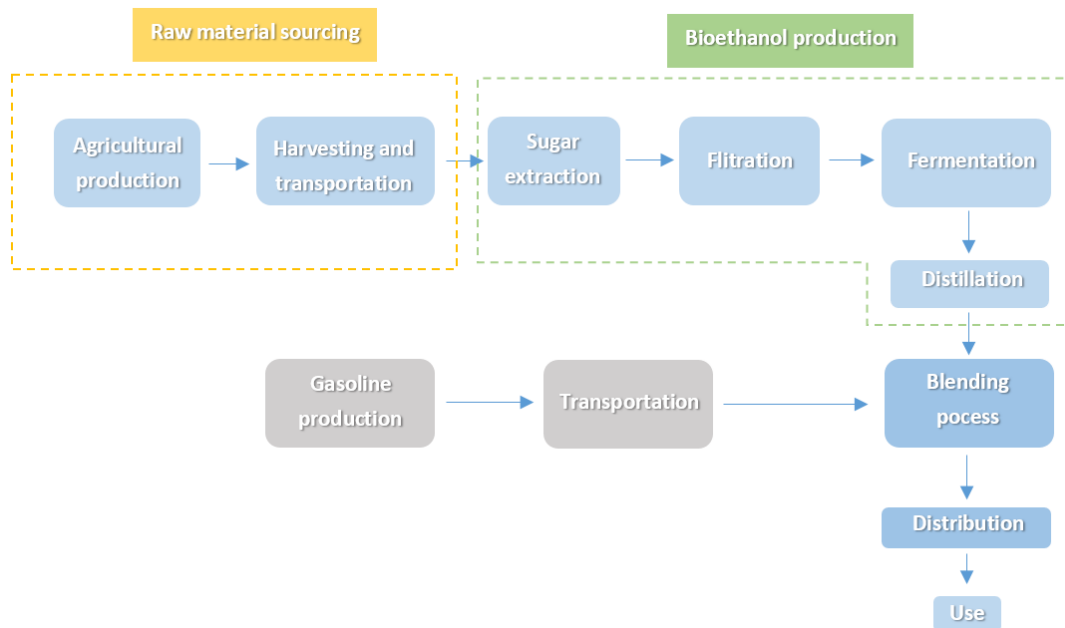 Raw material sourcing
Bioethanol production
Agricultural
production
Harvesting and
transportation
Sugar
extraction
Flitration
Fermentation
Distillation
Gasoline
production
Transportation
Blending
pocess
Distribution
Use